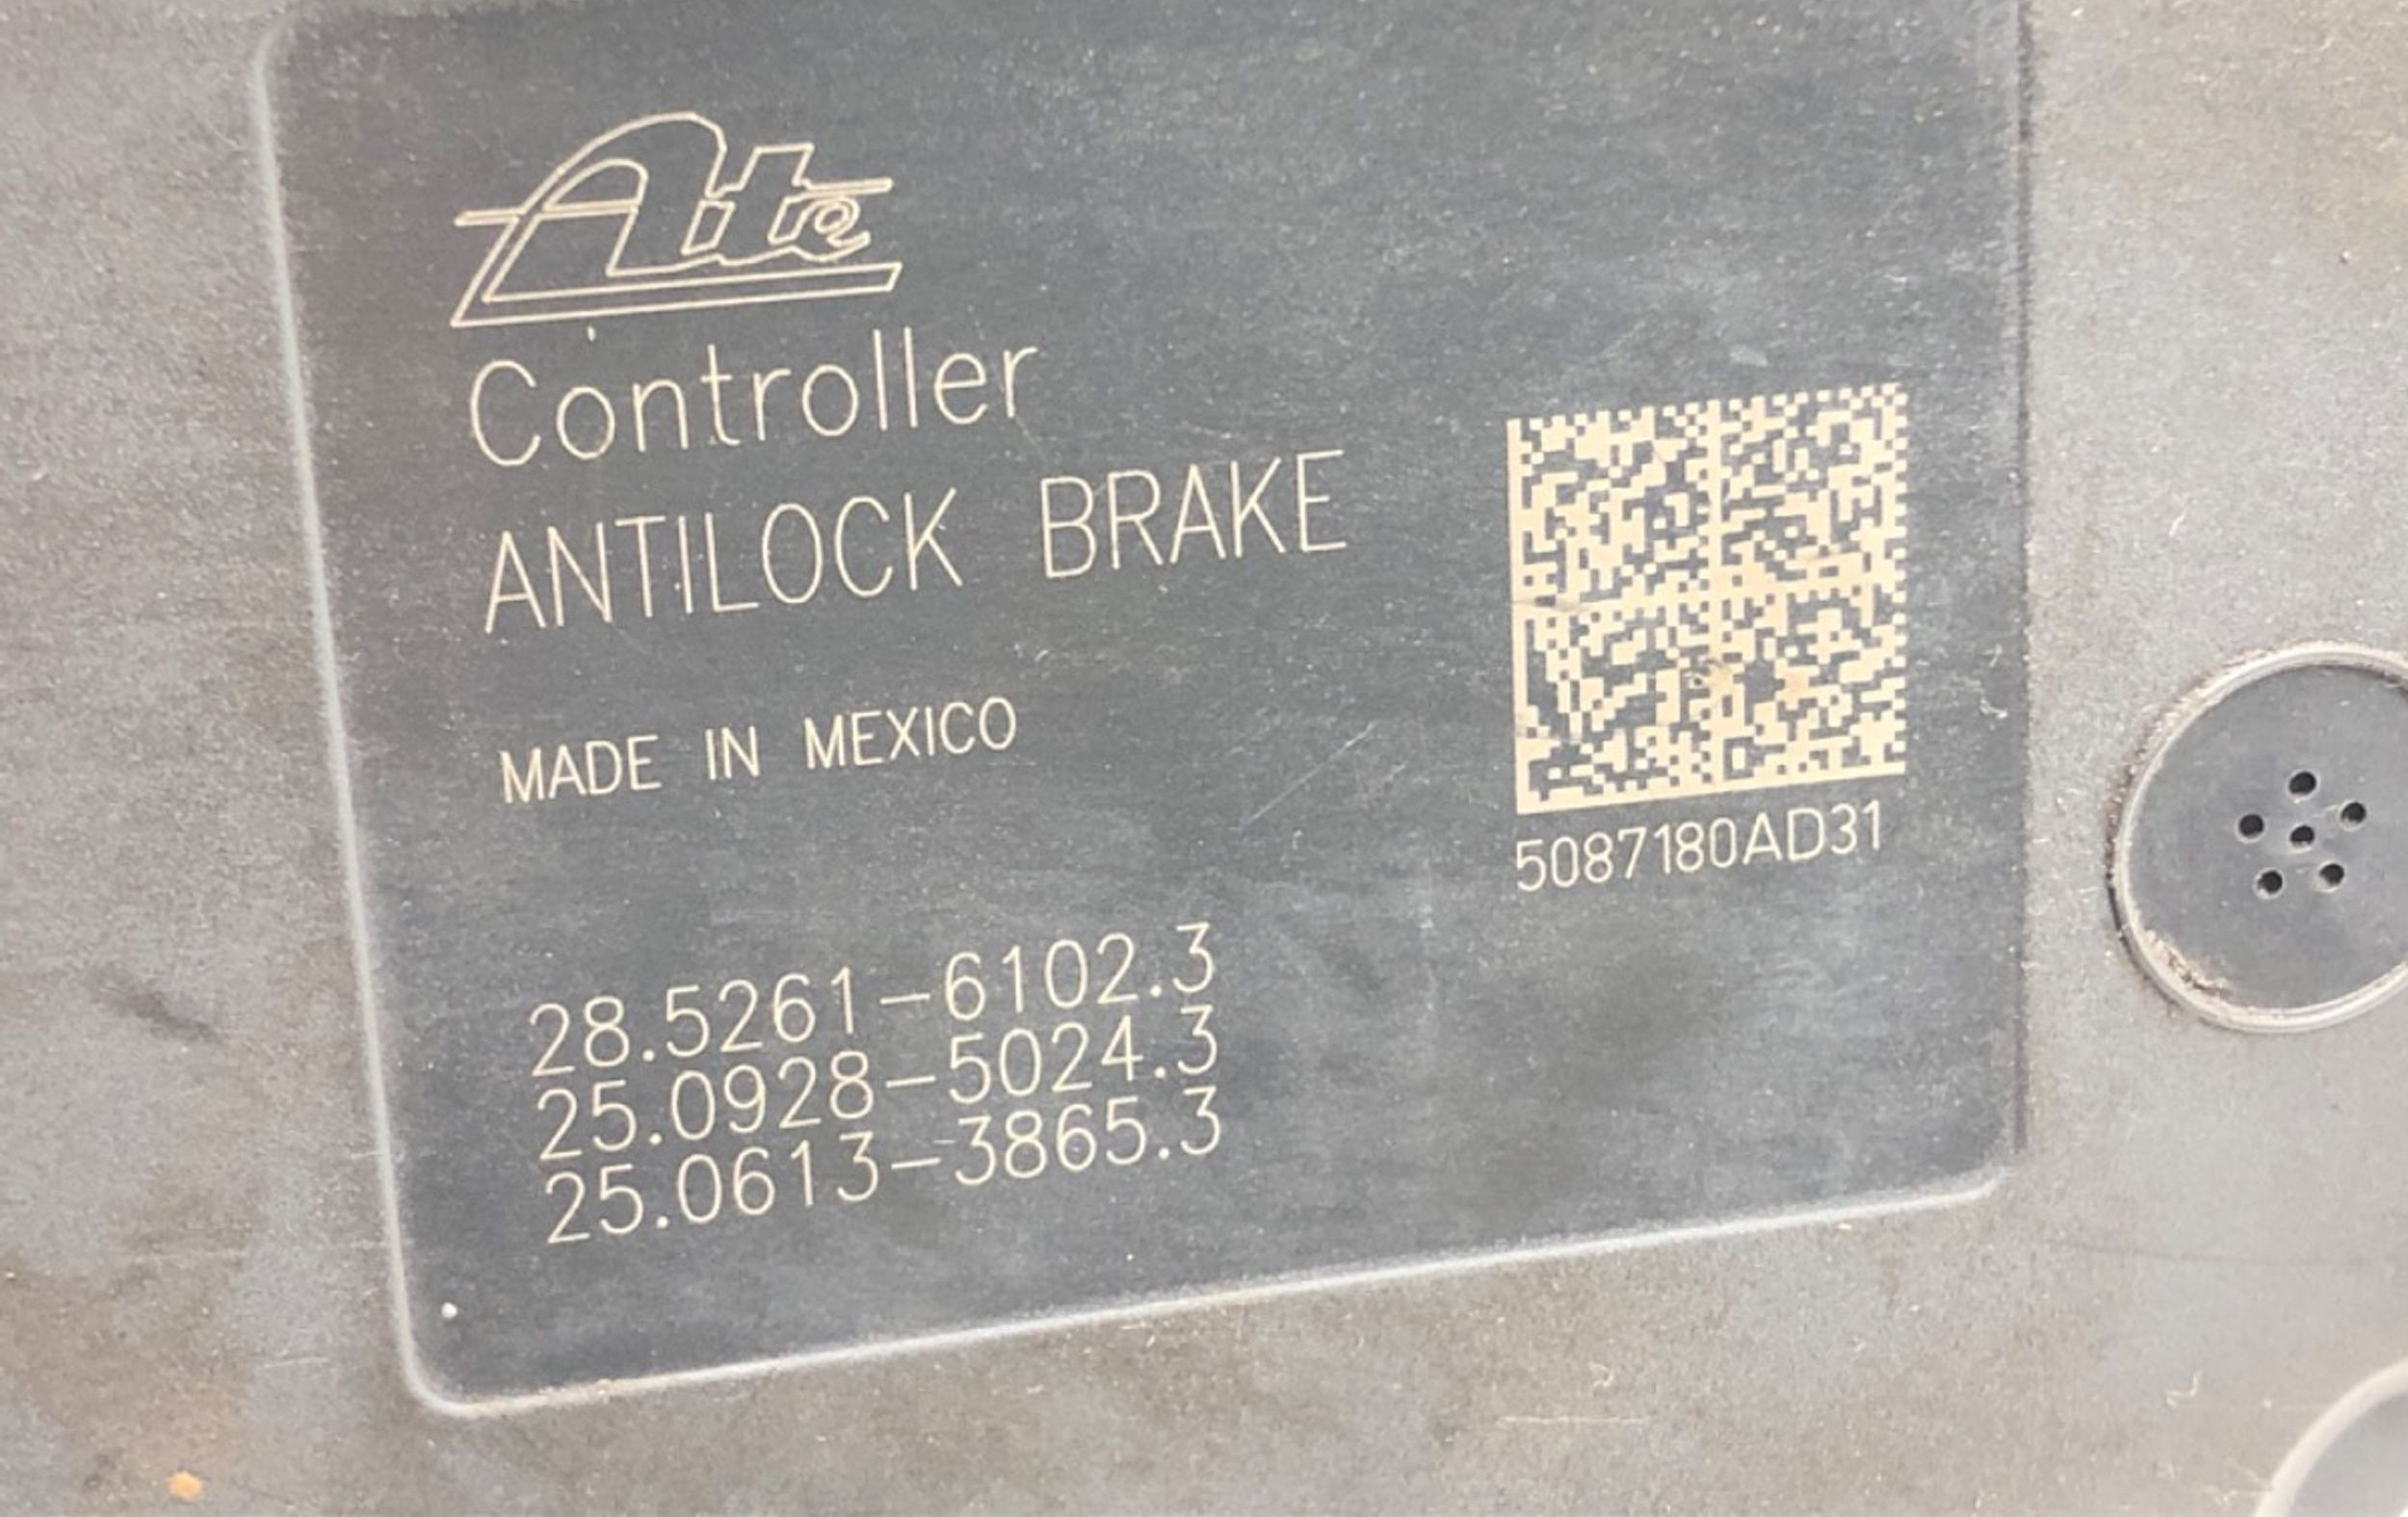 Ate
Controller
ANTILOCK BRAKE
MADE IN MEXICO
5087180AD31
28.5261-6102.3
25.0928-5024.3
25.0613-3865.3